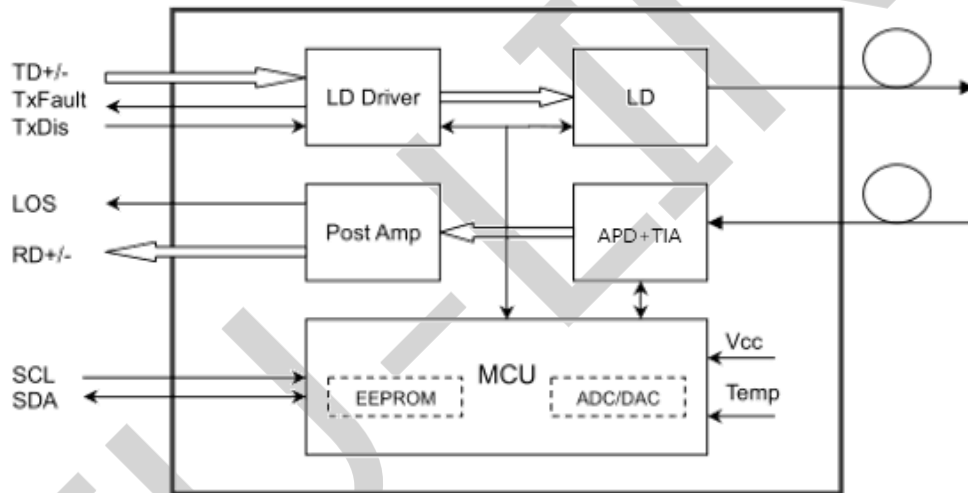 TD+/-
TxFault
TxDis
LD Driver
LD
LOS
RD+/-
Post Amp
APD+TIA
SCL
SDA
MCU
EEPROM
ADC/DAC
Vcc
Temp